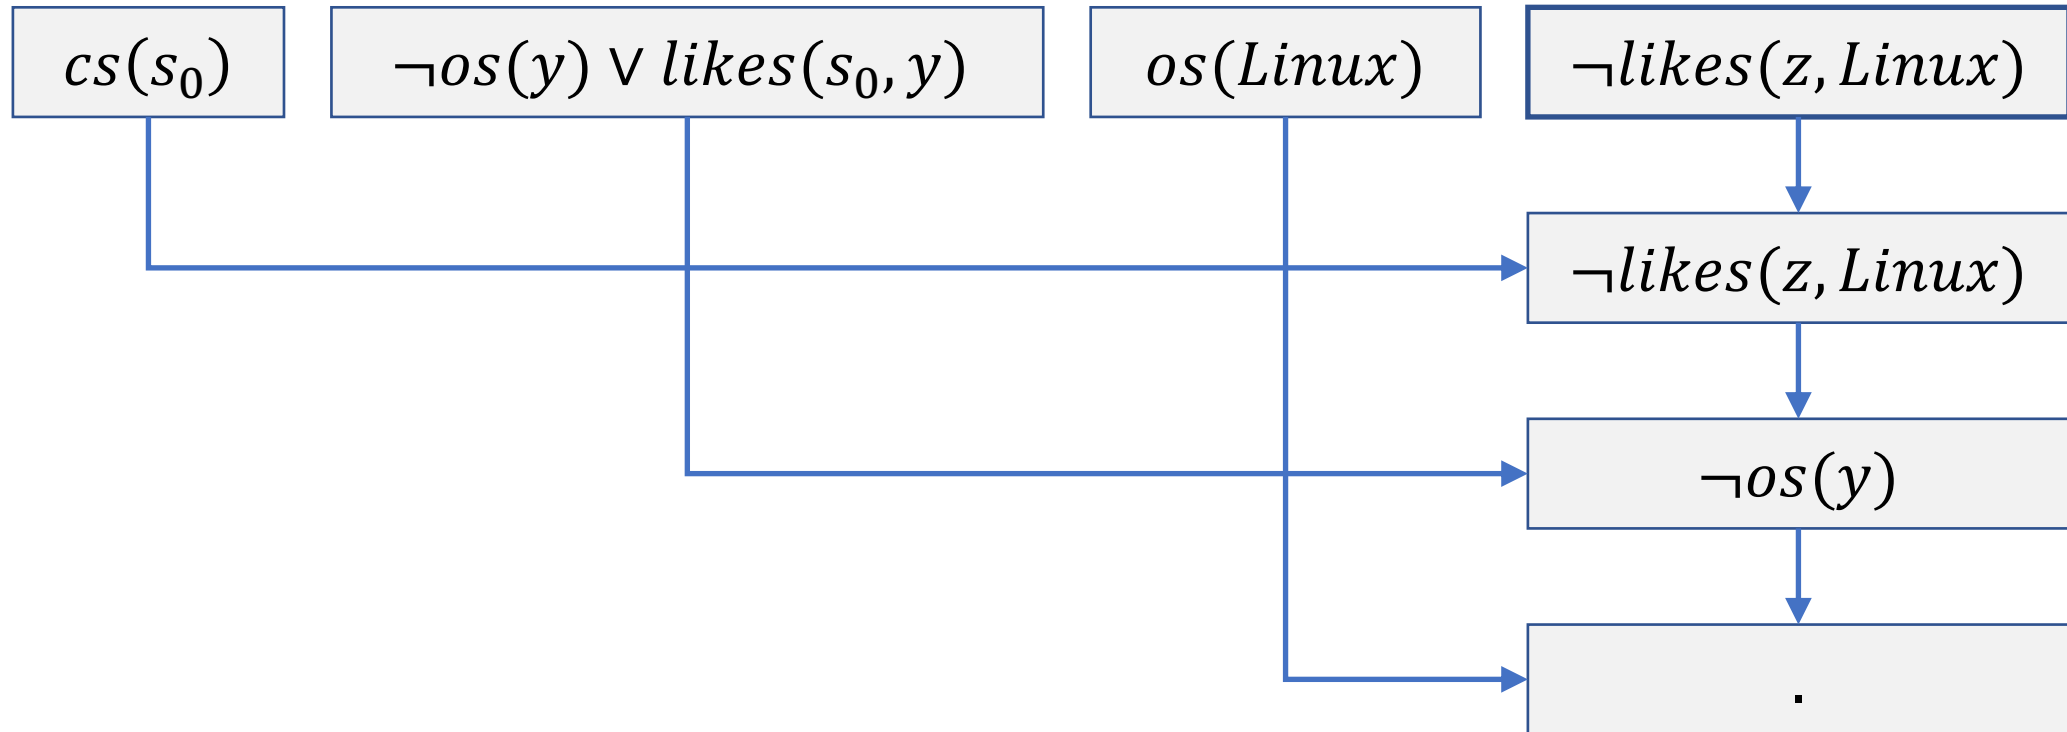 cs(s₀)
¬os(y) ∨ likes(s₀, y)
os(Linux)
¬likes(z, Linux)
¬likes(z, Linux)
¬os(y)
.